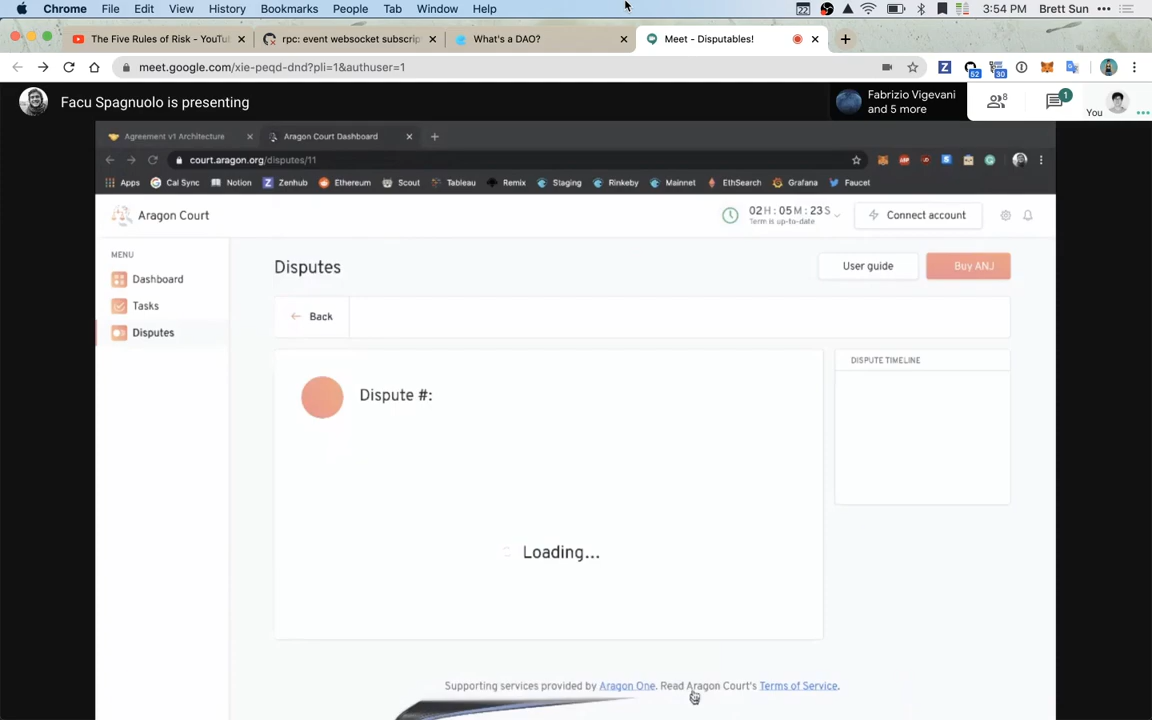 Chrome File Edit View History Bookmarks People Tab Window Help 3:54 PM Brett Sun
The Five Rules of Risk - YouTu rpc: event websocket subscrip What's a DAO? Meet - Disputables!
meet.google.com/xie-peqd-dnd?pli=1&authuser=1 52 30
Facu Spagnuolo is presenting
Fabrizio Vigevani
and 5 more
8
1
You
Agreement v1 Architecture Aragon Court Dashboard
court.aragon.org/disputes/11
Apps Cal Sync Notion Zenhub Ethereum Scout Tableau Remix Staging Rinkeby Mainnet EthSearch Grafana Faucet
Aragon Court
02H : 05M : 23S
Term is up-to-date
Connect account
MENU
Dashboard
Tasks
Disputes
Disputes
User guide
Buy ANJ
Back
Dispute #:
DISPUTE TIMELINE
Loading...
Supporting services provided by Aragon One. Read Aragon Court's Terms of Service.